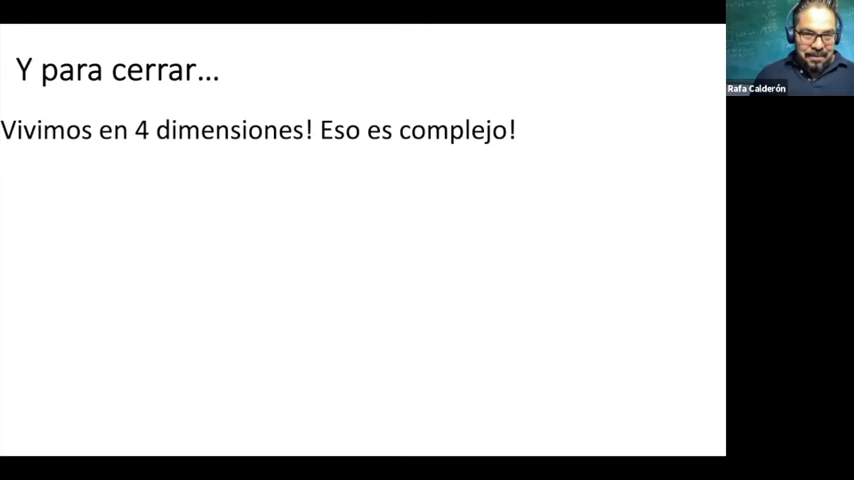 Y para cerrar...
Vivimos en 4 dimensiones! Eso es complejo!
Rafa Calderón